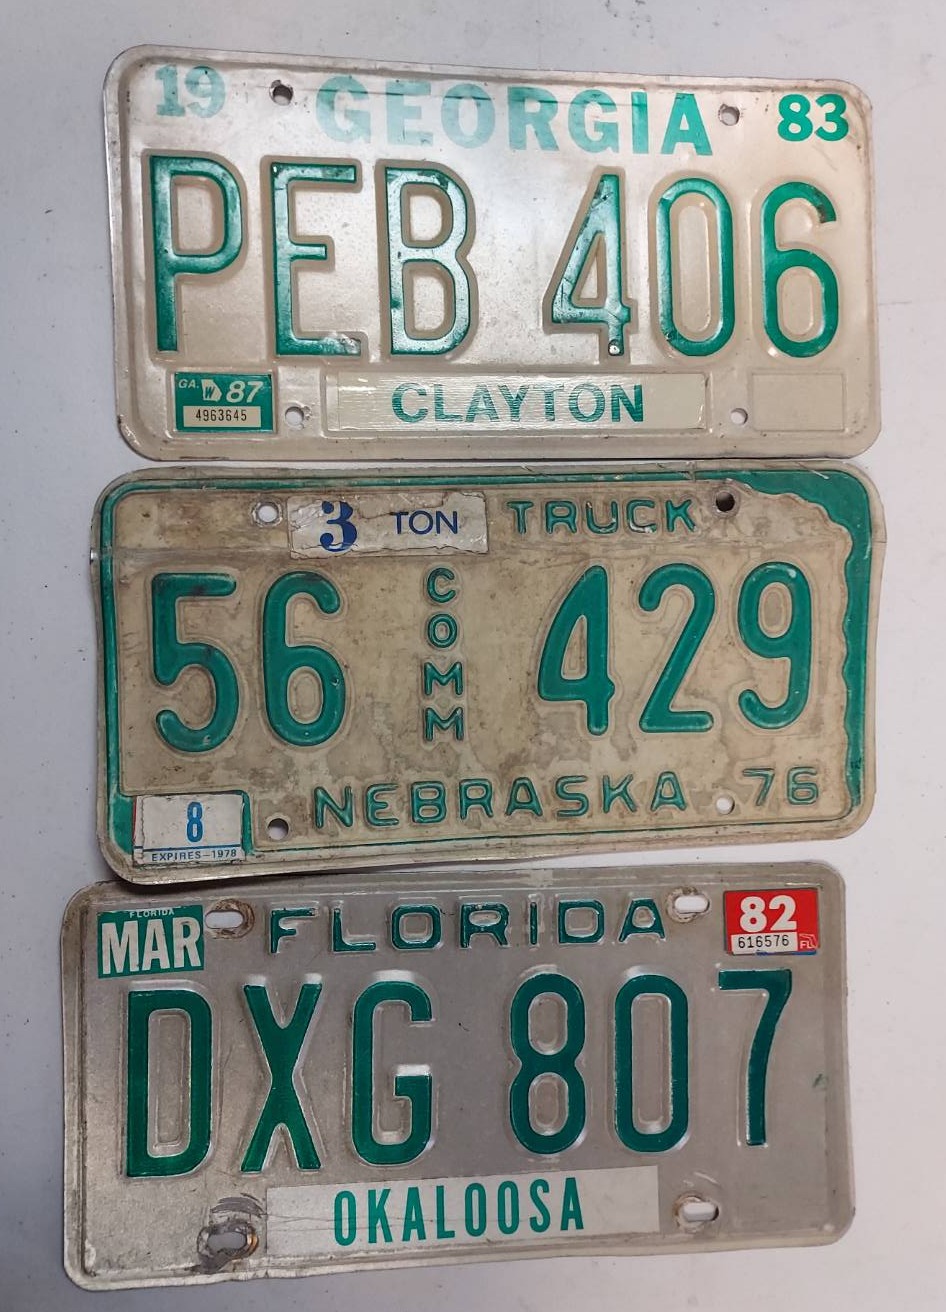 19 GEORGIA 83
PEB 406
GA. W 87
4963645
CLAYTON
3 TON TRUCK
56 COMM 429
NEBRASKA 76
8
EXPIRES-1978
FLORIDA
MAR
FLORIDA
82
616576 FL
DXG 807
OKALOOSA